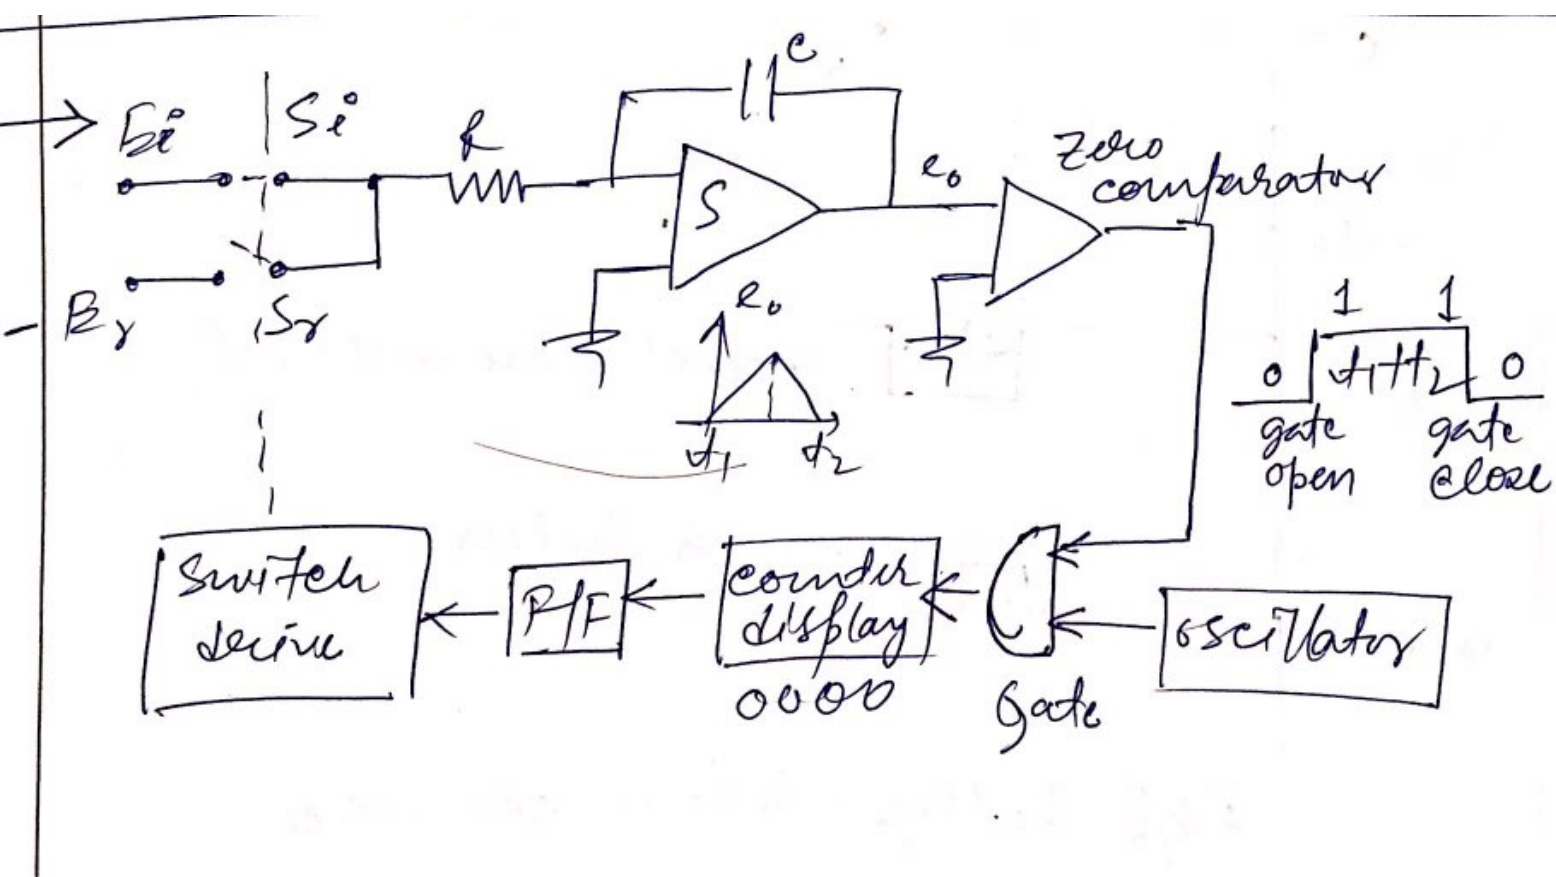 Ei
Si
R
C
S
e₀
Zero
comparator
Er
Sr
e₀
t₁
t₂
1
1
0
t₁+t₂
0
gate
open
gate
close
Switch
drive
F/F
counter
display
0000
Gate
oscillator